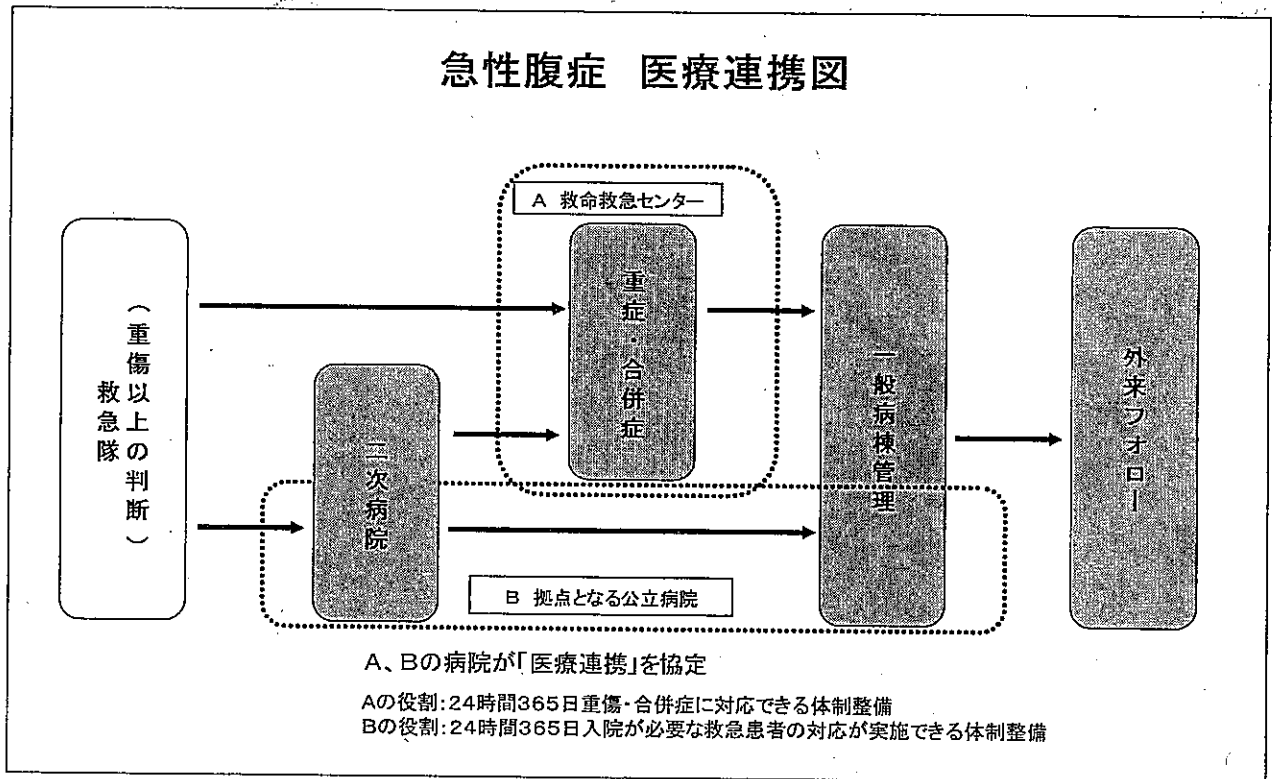 急性腹症 医療連携図
A 救命救急センター
重症・合併症
救急隊
(重傷以上の判断)
二次病院
一般病棟管理
外来フォロー
B 拠点となる公立病院
A、Bの病院が「医療連携」を協定
Aの役割:24時間365日重傷・合併症に対応できる体制整備
Bの役割:24時間365日入院が必要な救急患者の対応が実施できる体制整備